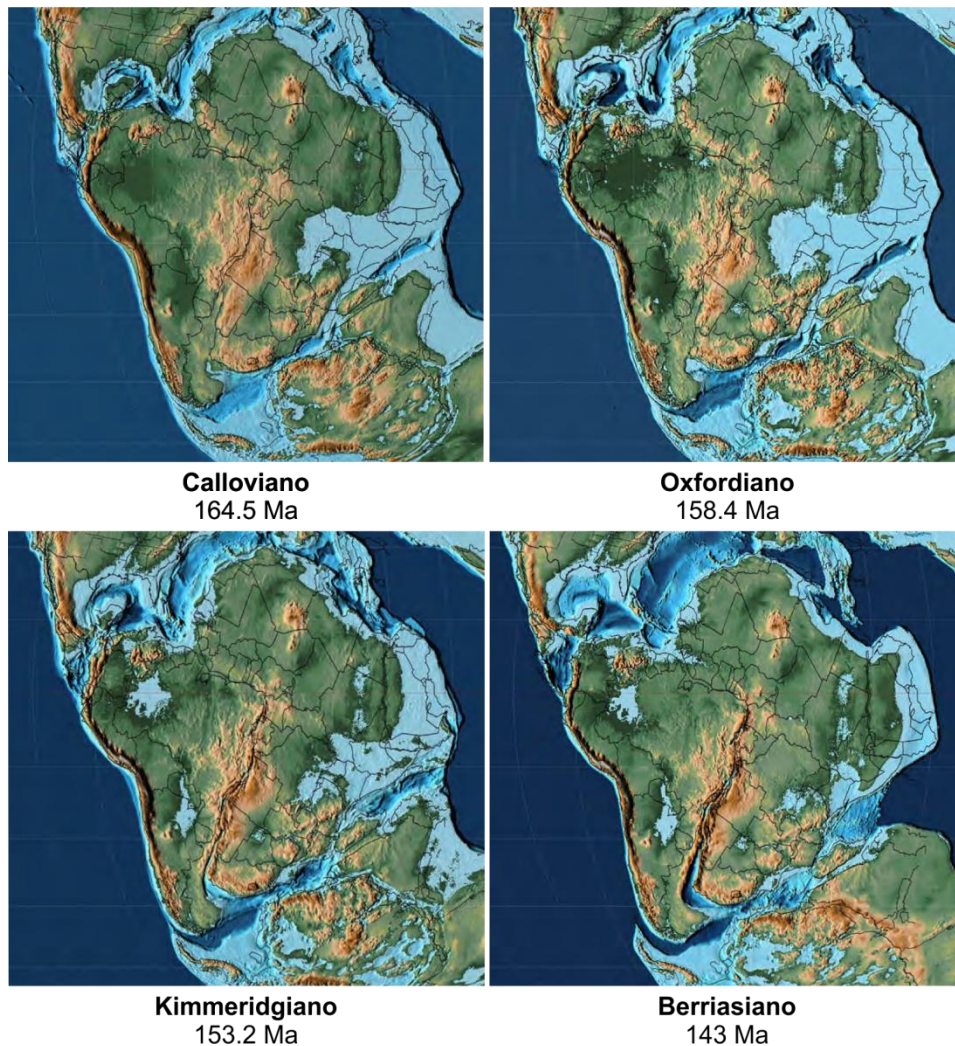 Calloviano
164.5 Ma
Oxfordiano
158.4 Ma
Kimmeridgiano
153.2 Ma
Berriasiano
143 Ma